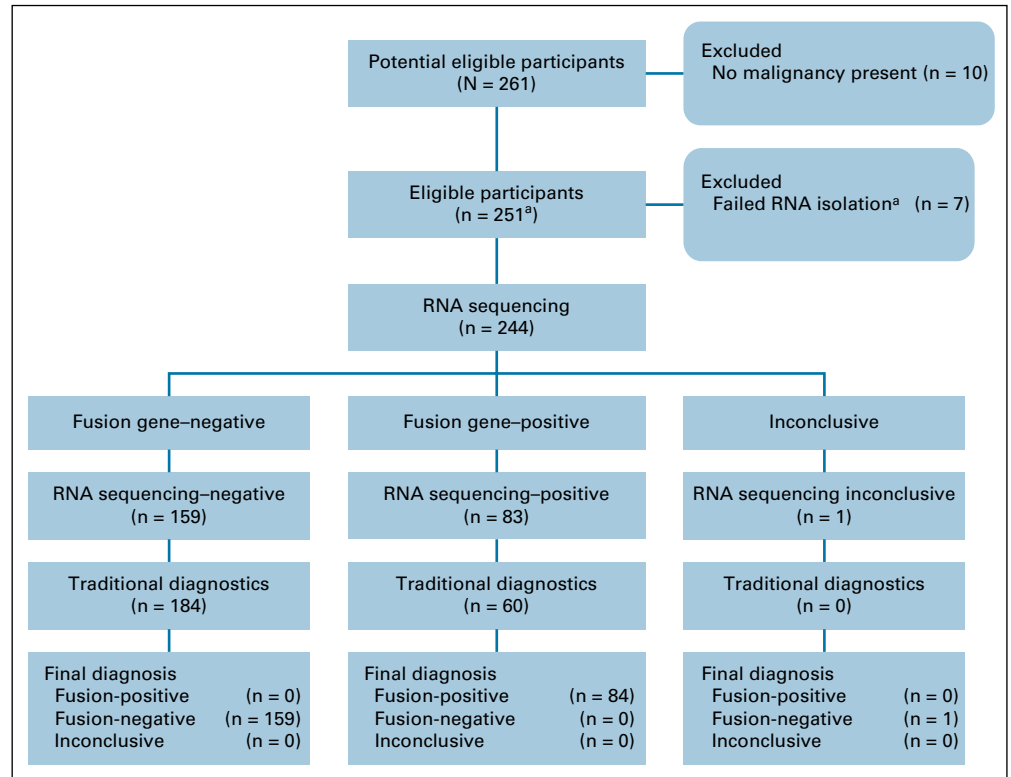 Potential eligible participants
(N = 261)
Excluded
No malignancy present (n = 10)
Eligible participants
(n = 251ª)
Excluded
Failed RNA isolationª (n = 7)
RNA sequencing
(n = 244)
Fusion gene–negative
Fusion gene–positive
Inconclusive
RNA sequencing–negative
(n = 159)
RNA sequencing–positive
(n = 83)
RNA sequencing inconclusive
(n = 1)
Traditional diagnostics
(n = 184)
Traditional diagnostics
(n = 60)
Traditional diagnostics
(n = 0)
Final diagnosis
Fusion-positive (n = 0)
Fusion-negative (n = 159)
Inconclusive (n = 0)
Final diagnosis
Fusion-positive (n = 84)
Fusion-negative (n = 0)
Inconclusive (n = 0)
Final diagnosis
Fusion-positive (n = 0)
Fusion-negative (n = 1)
Inconclusive (n = 0)